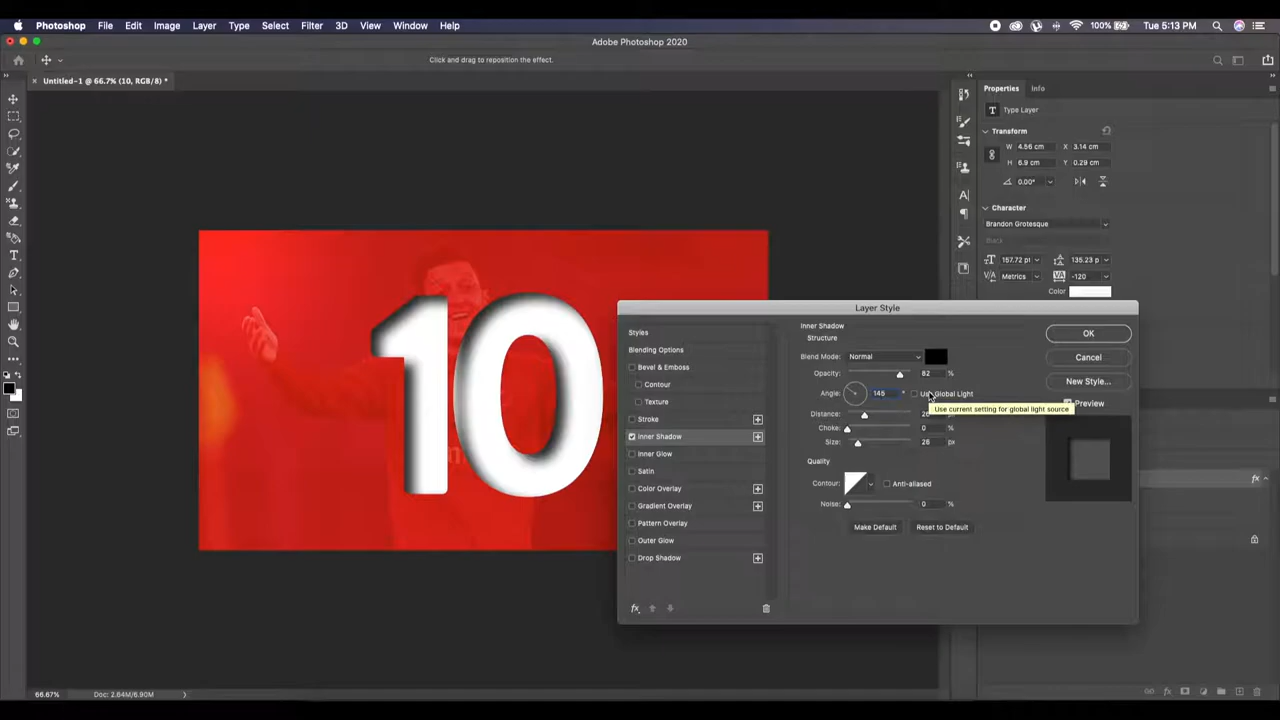 Photoshop File Edit Image Layer Type Select Filter 3D View Window Help 100% Tue 5:13 PM
Adobe Photoshop 2020
Click and drag to reposition the effect.
Untitled-1 @ 66.7% (10, RGB/8) *
Properties Info
Type Layer
Transform
W 4.56 cm X 3.14 cm
H 6.9 cm Y 0.29 cm
0.00°
Character
Brandon Grotesque
Black
157.72 pt 135.23 p
Metrics -120
Color
10
Layer Style
Styles
Blending Options
Bevel & Emboss
Contour
Texture
Stroke
Inner Shadow
Inner Glow
Satin
Color Overlay
Gradient Overlay
Pattern Overlay
Outer Glow
Drop Shadow
fx
Inner Shadow
Structure
Blend Mode: Normal
Opacity: 82 %
Angle: 145 ° Use Global Light
Use current setting for global light source
Distance:
Choke: 0 %
Size: 26 px
Quality
Contour: Anti-aliased
Noise: 0 %
Make Default Reset to Default
OK
Cancel
New Style...
Preview
fx
66.67% Doc: 2.64M/6.90M